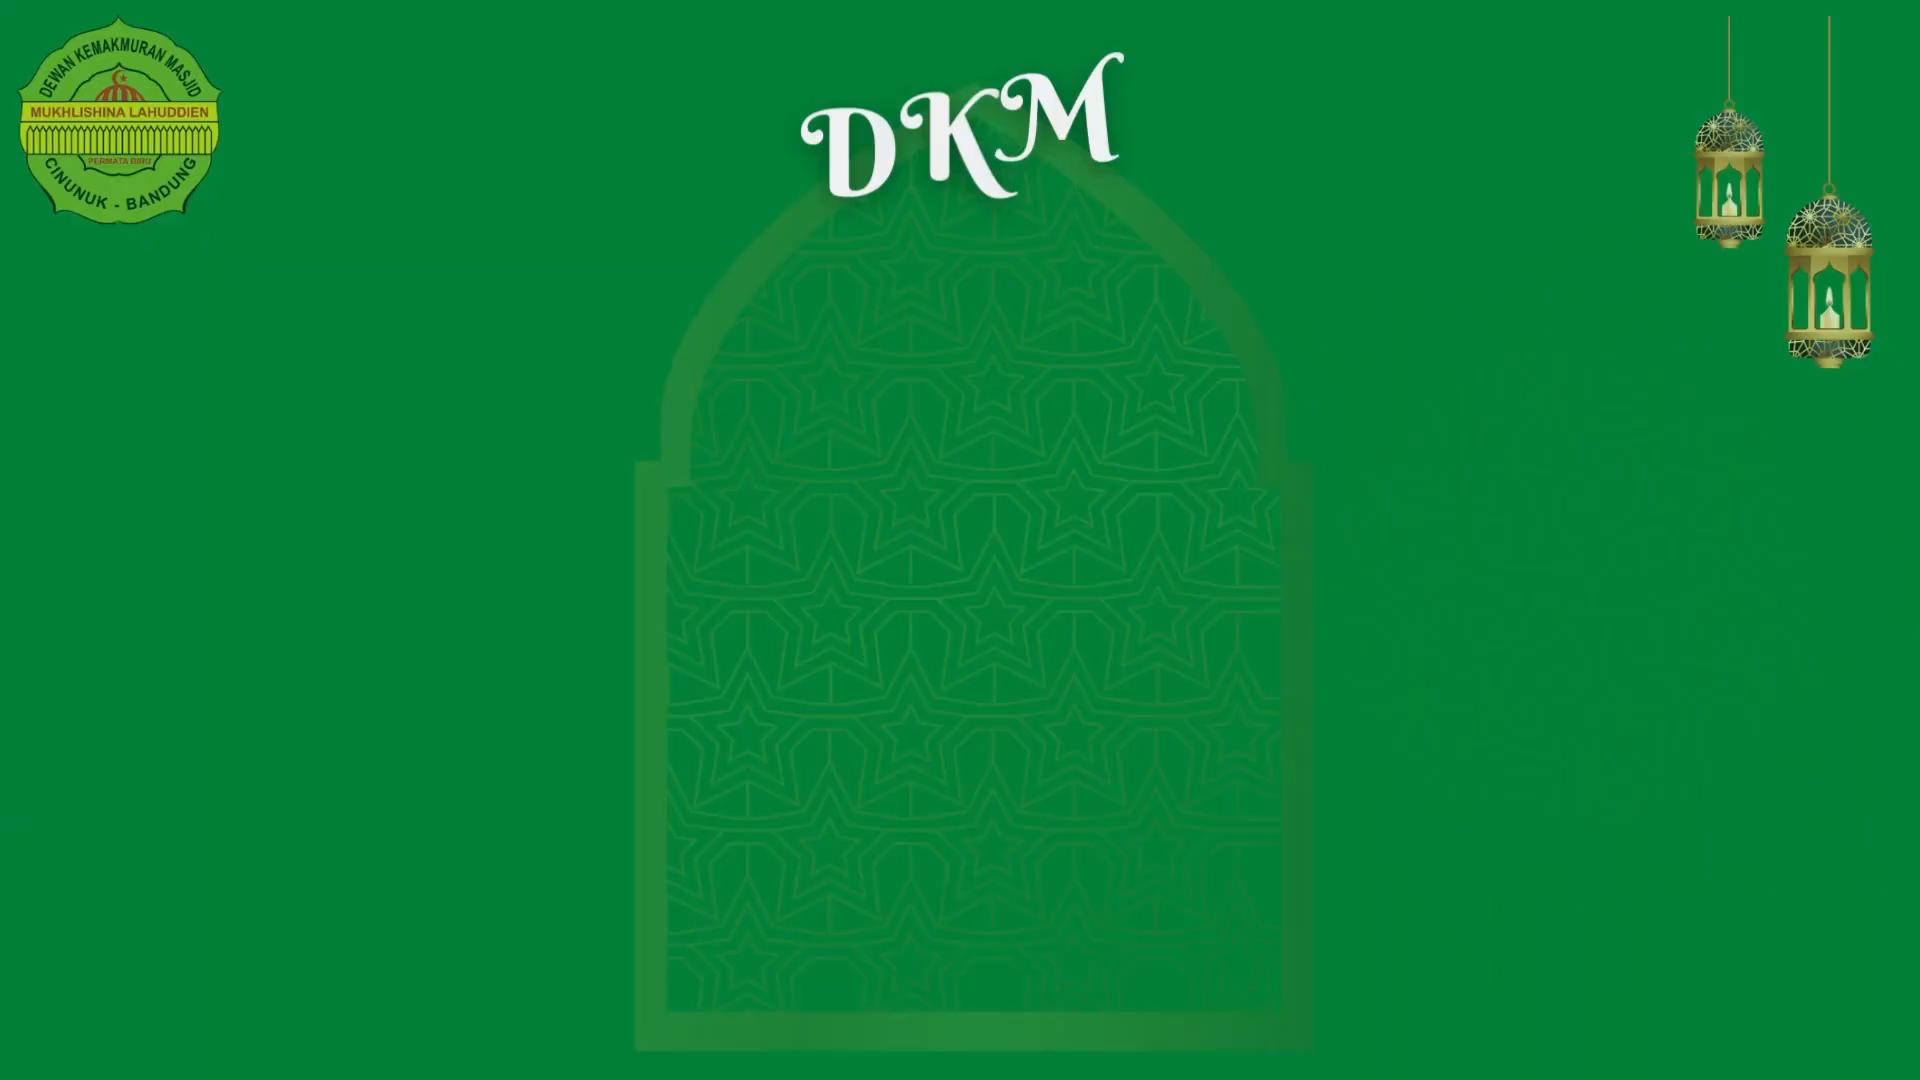 DEWAN KEMAKMURAN MASJID
MUKHLISHINA LAHUDDIEN
PERMATA BIRU
CINUNUK - BANDUNG
DKM